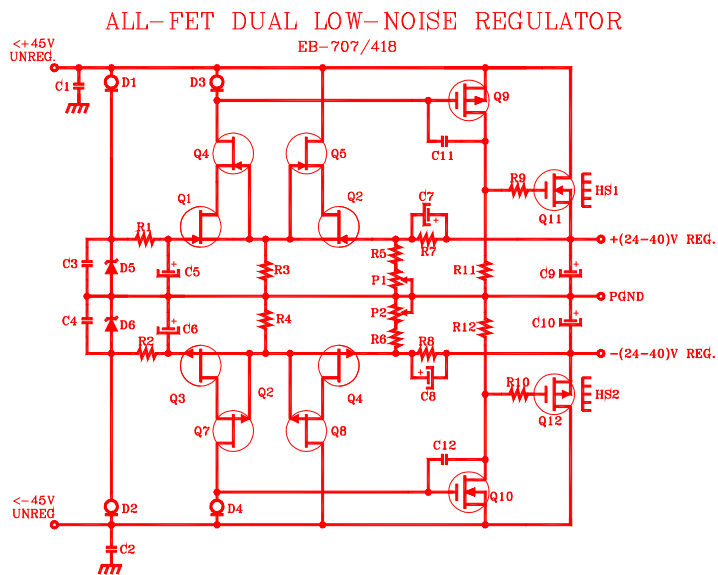 ALL-FET DUAL LOW-NOISE REGULATOR
EB-707/418
<+45V
UNREG.
C1
D1
D3
Q9
Q4
Q5
C11
R9
HS1
Q11
Q1
Q2
C7
R1
R7
+(24-40)V REG.
C3
D5
C5
R3
R5
P1
R11
C9
PGND
C4
D6
C6
R4
P2
R12
C10
R2
R6
R8
-(24-40)V REG.
Q3
Q2
Q4
C8
R10
HS2
Q12
Q7
Q8
C12
<-45V
UNREG
D2
D4
Q10
C2
+
+
+
+
+
+